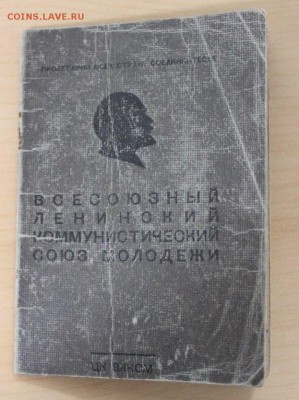 COINS.LAVE.RU
ПРОЛЕТАРИИ ВСЕХ СТРАН, СОЕДИНЯЙТЕСЬ!
ВСЕСОЮЗНЫЙ
ЛЕНИНСКИЙ
КОММУНИСТИЧЕСКИЙ
СОЮЗ МОЛОДЕЖИ
ЦК ВЛКСМ